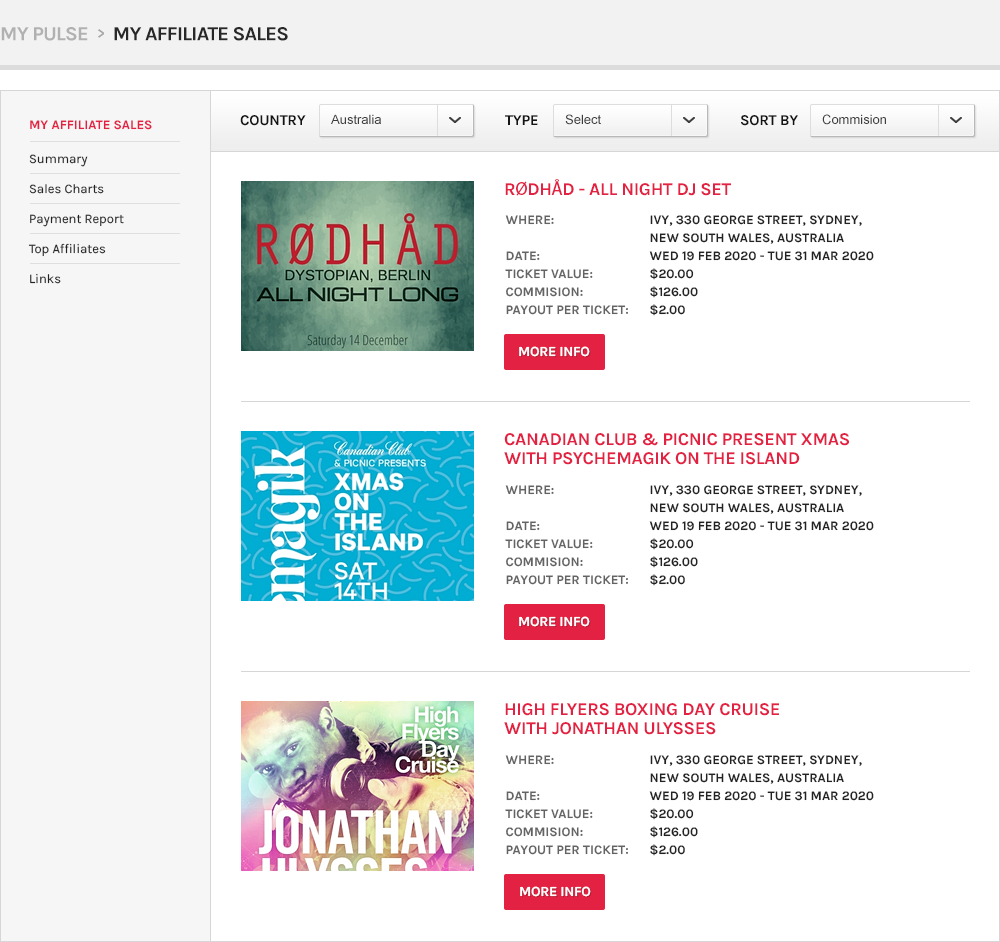 MY PULSE > MY AFFILIATE SALES
MY AFFILIATE SALES
Summary
Sales Charts
Payment Report
Top Affiliates
Links
COUNTRY Australia TYPE Select SORT BY Commision
RØDHÅD
DYSTOPIAN, BERLIN
ALL NIGHT LONG
Saturday 14 December
RØDHÅD - ALL NIGHT DJ SET
WHERE: IVY, 330 GEORGE STREET, SYDNEY,
NEW SOUTH WALES, AUSTRALIA
DATE: WED 19 FEB 2020 - TUE 31 MAR 2020
TICKET VALUE: $20.00
COMMISION: $126.00
PAYOUT PER TICKET: $2.00
MORE INFO
emagik
Canadian Club
& PICNIC PRESENTS
XMAS
ON
THE
ISLAND
SAT
14TH
CANADIAN CLUB & PICNIC PRESENT XMAS
WITH PSYCHEMAGIK ON THE ISLAND
WHERE: IVY, 330 GEORGE STREET, SYDNEY,
NEW SOUTH WALES, AUSTRALIA
DATE: WED 19 FEB 2020 - TUE 31 MAR 2020
TICKET VALUE: $20.00
COMMISION: $126.00
PAYOUT PER TICKET: $2.00
MORE INFO
High
Flyers
Day
Cruise
JONATHAN
ULYSSES
HIGH FLYERS BOXING DAY CRUISE
WITH JONATHAN ULYSSES
WHERE: IVY, 330 GEORGE STREET, SYDNEY,
NEW SOUTH WALES, AUSTRALIA
DATE: WED 19 FEB 2020 - TUE 31 MAR 2020
TICKET VALUE: $20.00
COMMISION: $126.00
PAYOUT PER TICKET: $2.00
MORE INFO